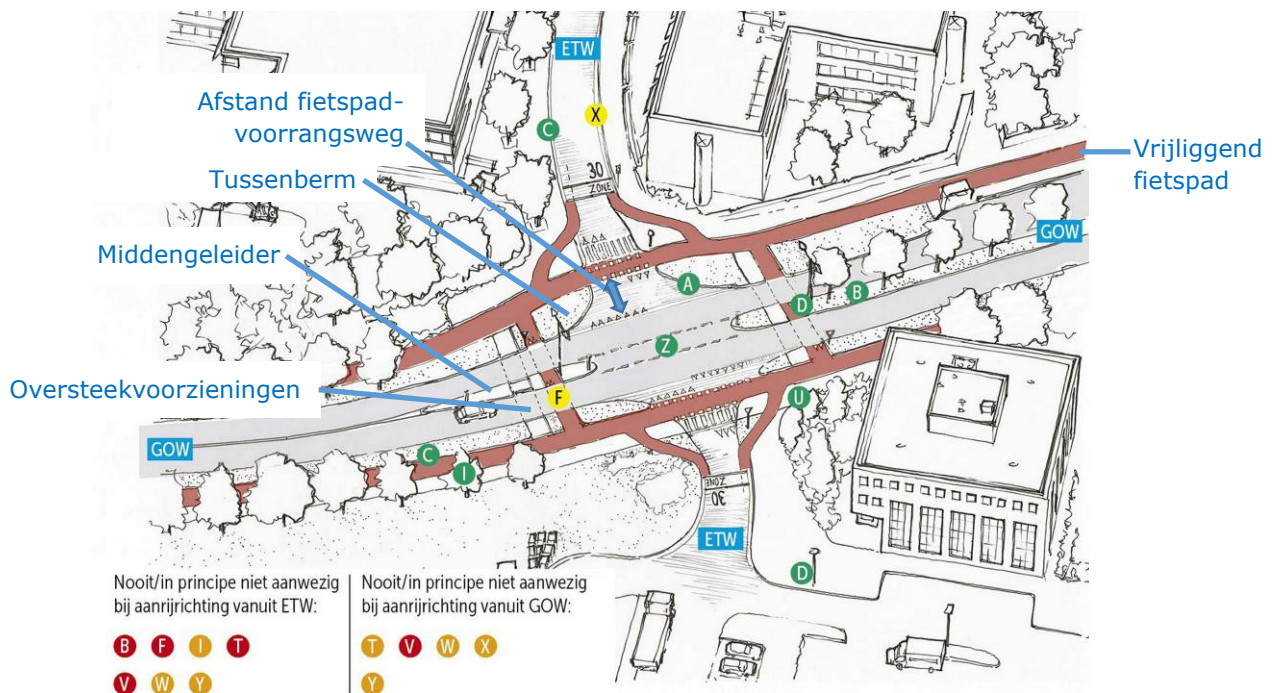 ETW
Afstand fietspad-
voorrangsweg
X
C
Vrijliggend
fietspad
30
ZONE
Tussenberm
GOW
Middengeleider
A
D
B
Z
Oversteekvoorzieningen
F
U
GOW
C
I
ZONE
30
ETW
D
Nooit/in principe niet aanwezig
bij aanrijrichting vanuit ETW:
B F I T
V W Y
Nooit/in principe niet aanwezig
bij aanrijrichting vanuit GOW:
T V W X
Y